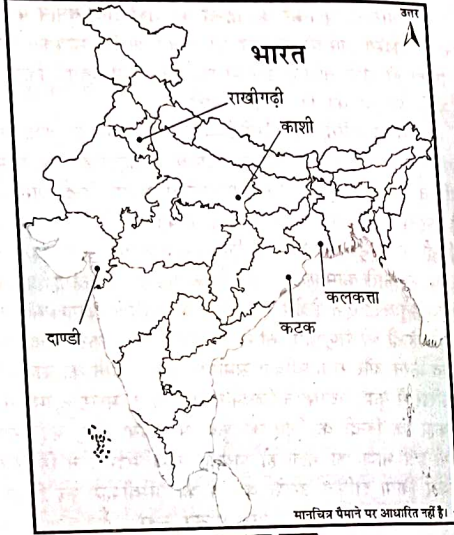 उत्तर
भारत
राखीगढ़ी
काशी
कलकत्ता
कटक
दाण्डी
मानचित्र पैमाने पर आधारित नहीं है।